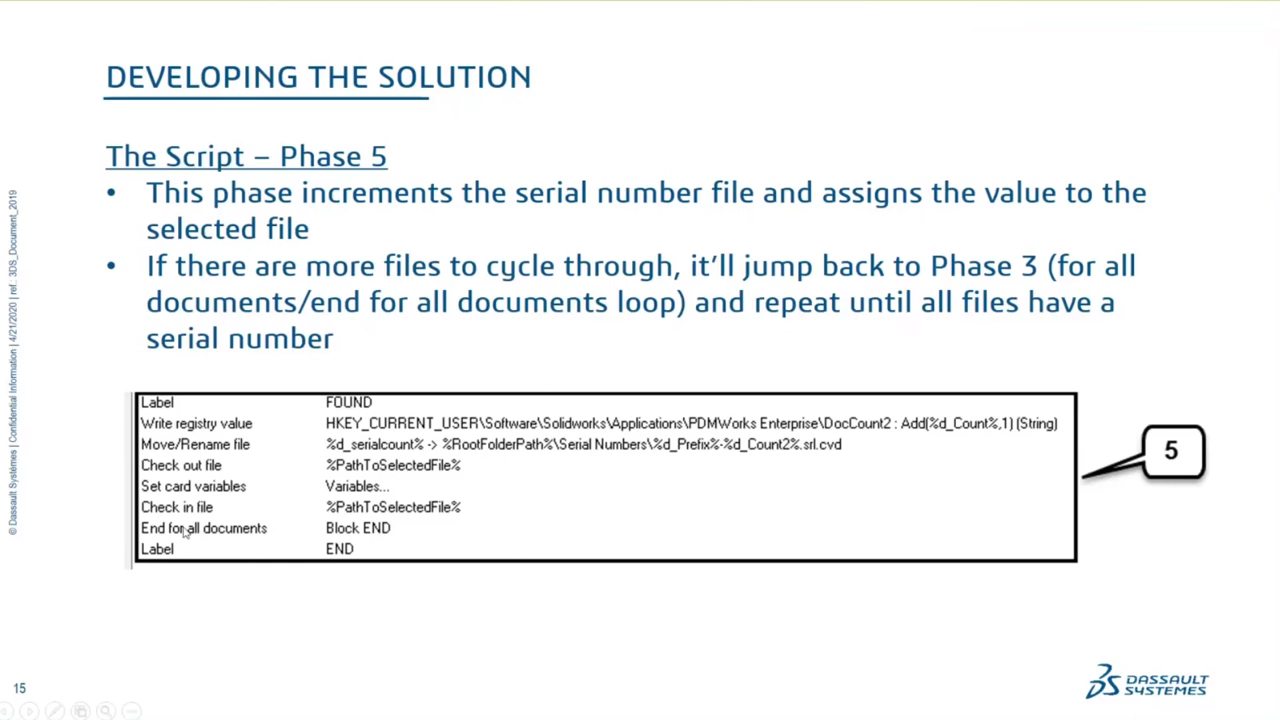 DEVELOPING THE SOLUTION
The Script – Phase 5
• This phase increments the serial number file and assigns the value to the
selected file
• If there are more files to cycle through, it'll jump back to Phase 3 (for all
documents/end for all documents loop) and repeat until all files have a
serial number
Label FOUND
Write registry value HKEY_CURRENT_USER\Software\Solidworks\Applications\PDMWorks Enterprise\DocCount2 : Add(%d_Count%,1) (String)
Move/Rename file %d_serialcount% -> %RootFolderPath%\Serial Numbers\%d_Prefix%-%d_Count2%.srl.cvd
Check out file %PathToSelectedFile%
Set card variables Variables...
Check in file %PathToSelectedFile%
End for all documents Block END
Label END
5
© Dassault Systèmes | Confidential Information | 4/21/2020 | ref.: 3DS_Document_2019
15
DASSAULT
SYSTEMES